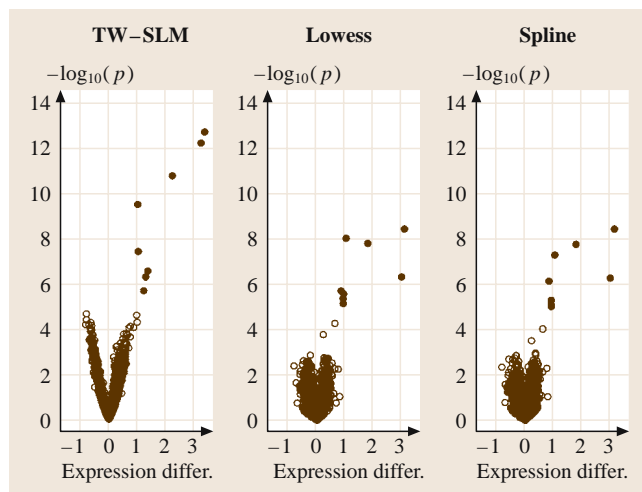 TW–SLM Lowess Spline
–log10(p) –log10(p) –log10(p)
14 14 14
12 12 12
10 10 10
8 8 8
6 6 6
4 4 4
2 2 2
0 0 0
–1 0 1 2 3 –1 0 1 2 3 –1 0 1 2 3
Expression differ. Expression differ. Expression differ.